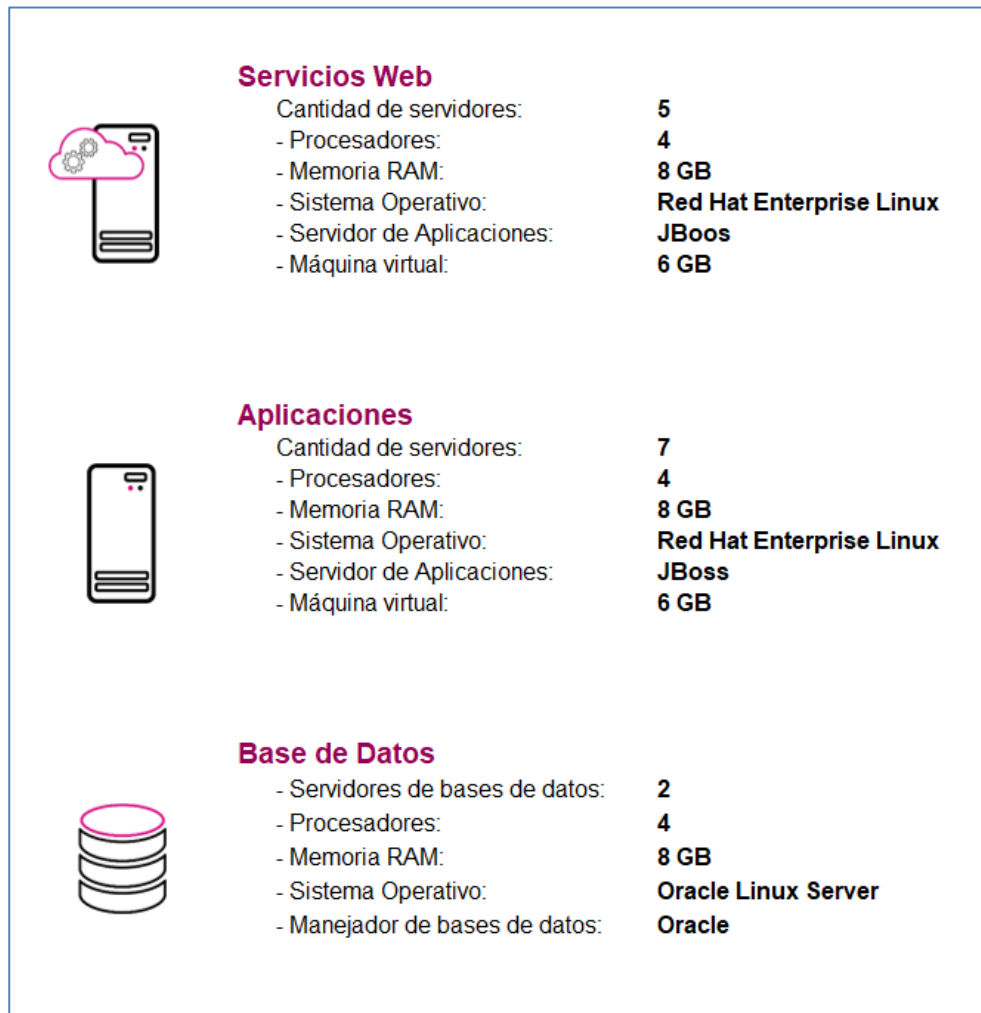 Servicios Web
Cantidad de servidores: 5
- Procesadores: 4
- Memoria RAM: 8 GB
- Sistema Operativo: Red Hat Enterprise Linux
- Servidor de Aplicaciones: JBoos
- Máquina virtual: 6 GB
Aplicaciones
Cantidad de servidores: 7
- Procesadores: 4
- Memoria RAM: 8 GB
- Sistema Operativo: Red Hat Enterprise Linux
- Servidor de Aplicaciones: JBoss
- Máquina virtual: 6 GB
Base de Datos
- Servidores de bases de datos: 2
- Procesadores: 4
- Memoria RAM: 8 GB
- Sistema Operativo: Oracle Linux Server
- Manejador de bases de datos: Oracle